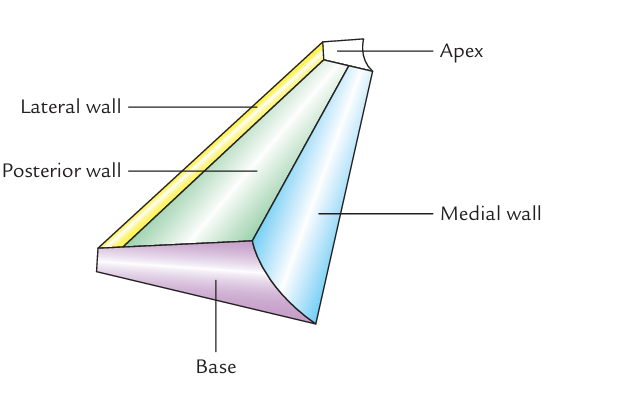 Apex
Lateral wall
Posterior wall
Medial wall
Base